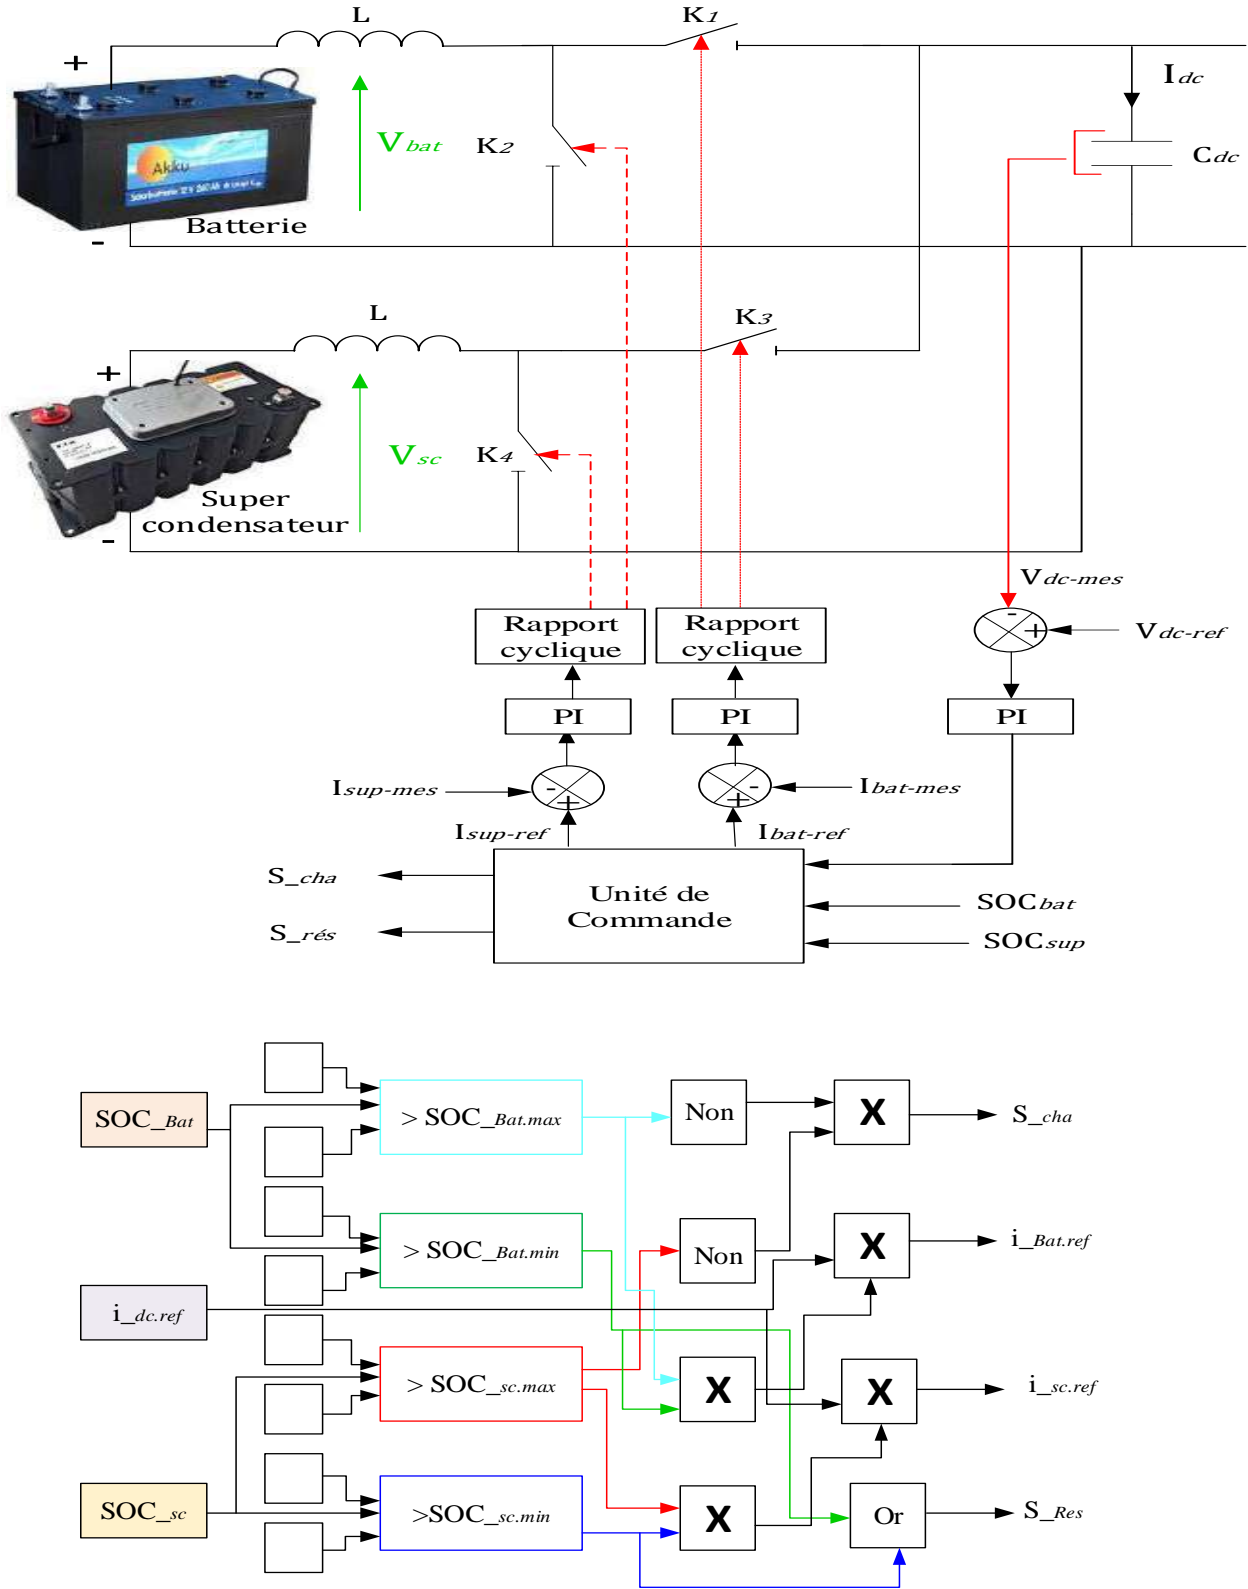 L
K1
+
Idc
Vbat
K2
Cdc
Akku
Batterie
-
L
K3
+
Vsc
K4
Super
condensateur
-
Vdc-mes
-
+
Vdc-ref
Rapport
cyclique
Rapport
cyclique
PI
PI
PI
Isup-mes
-
+
-
+
Ibat-mes
Isup-ref
Ibat-ref
S_cha
Unité de
Commande
SOCbat
S_rés
SOCsup
SOC_Bat
> SOC_Bat.max
Non
X
S_cha
> SOC_Bat.min
Non
X
i_Bat.ref
i_dc.ref
> SOC_sc.max
X
X
i_sc.ref
SOC_sc
>SOC_sc.min
X
Or
S_Res